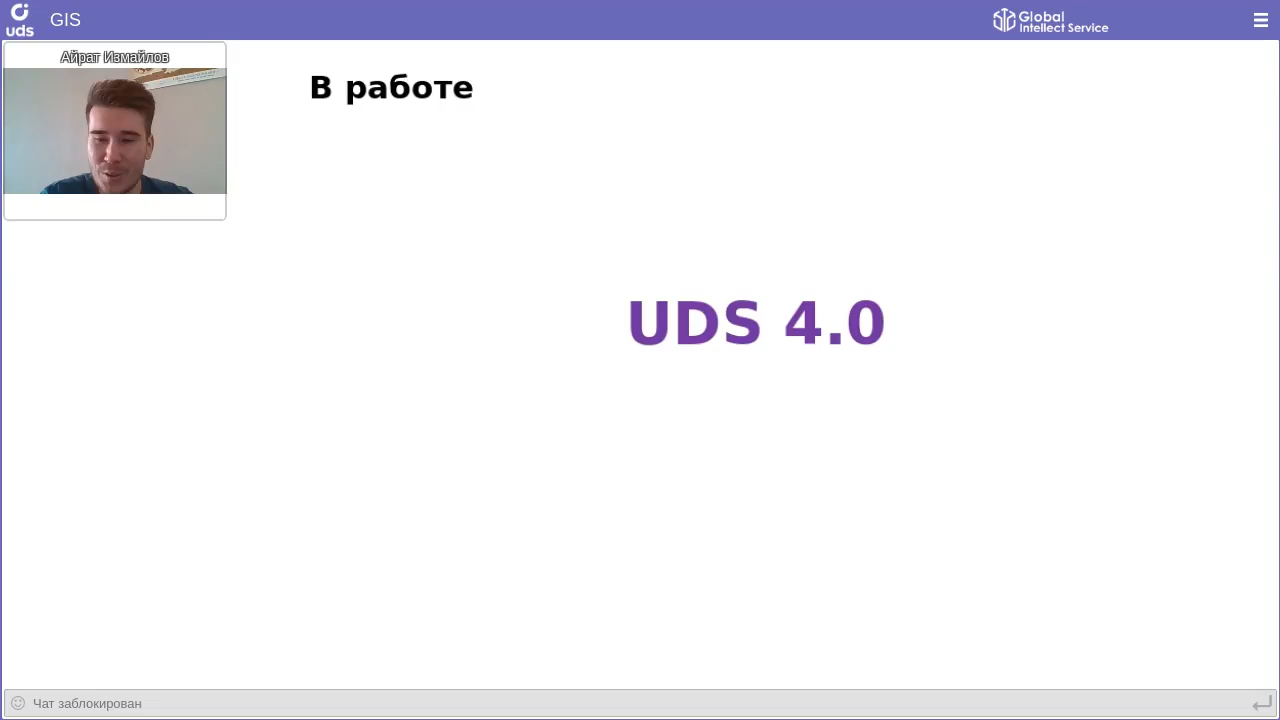 uds
GIS
Global
Intellect Service
Айрат Измайлов
В работе
UDS 4.0
Чат заблокирован